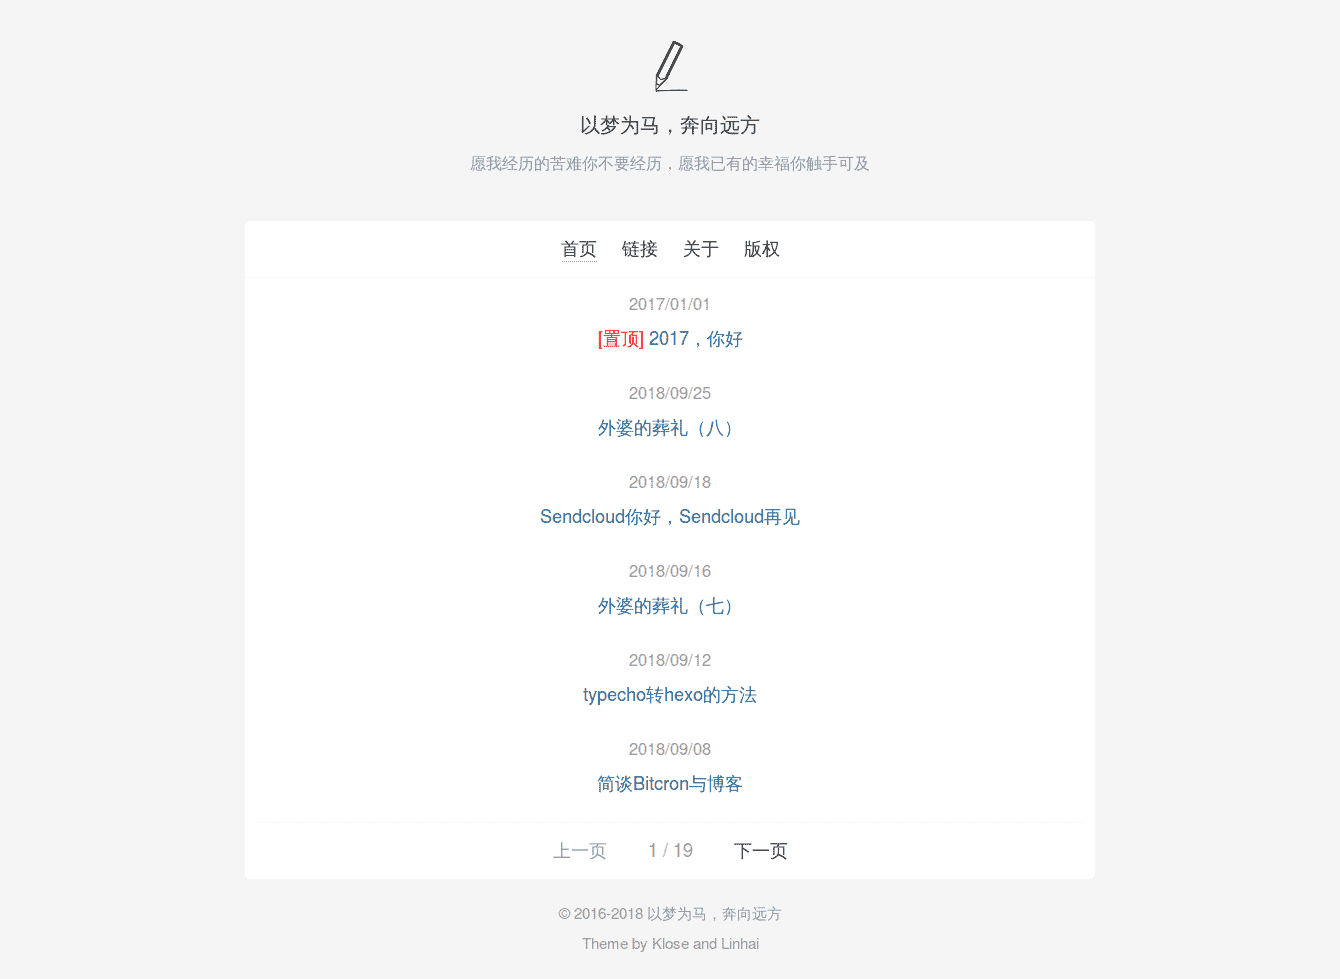 以梦为马，奔向远方
愿我经历的苦难你不要经历，愿我已有的幸福你触手可及
首页 链接 关于 版权
2017/01/01
[置顶] 2017，你好
2018/09/25
外婆的葬礼（八）
2018/09/18
Sendcloud你好，Sendcloud再见
2018/09/16
外婆的葬礼（七）
2018/09/12
typecho转hexo的方法
2018/09/08
简谈Bitcron与博客
上一页 1 / 19 下一页
© 2016-2018 以梦为马，奔向远方
Theme by Klose and Linhai